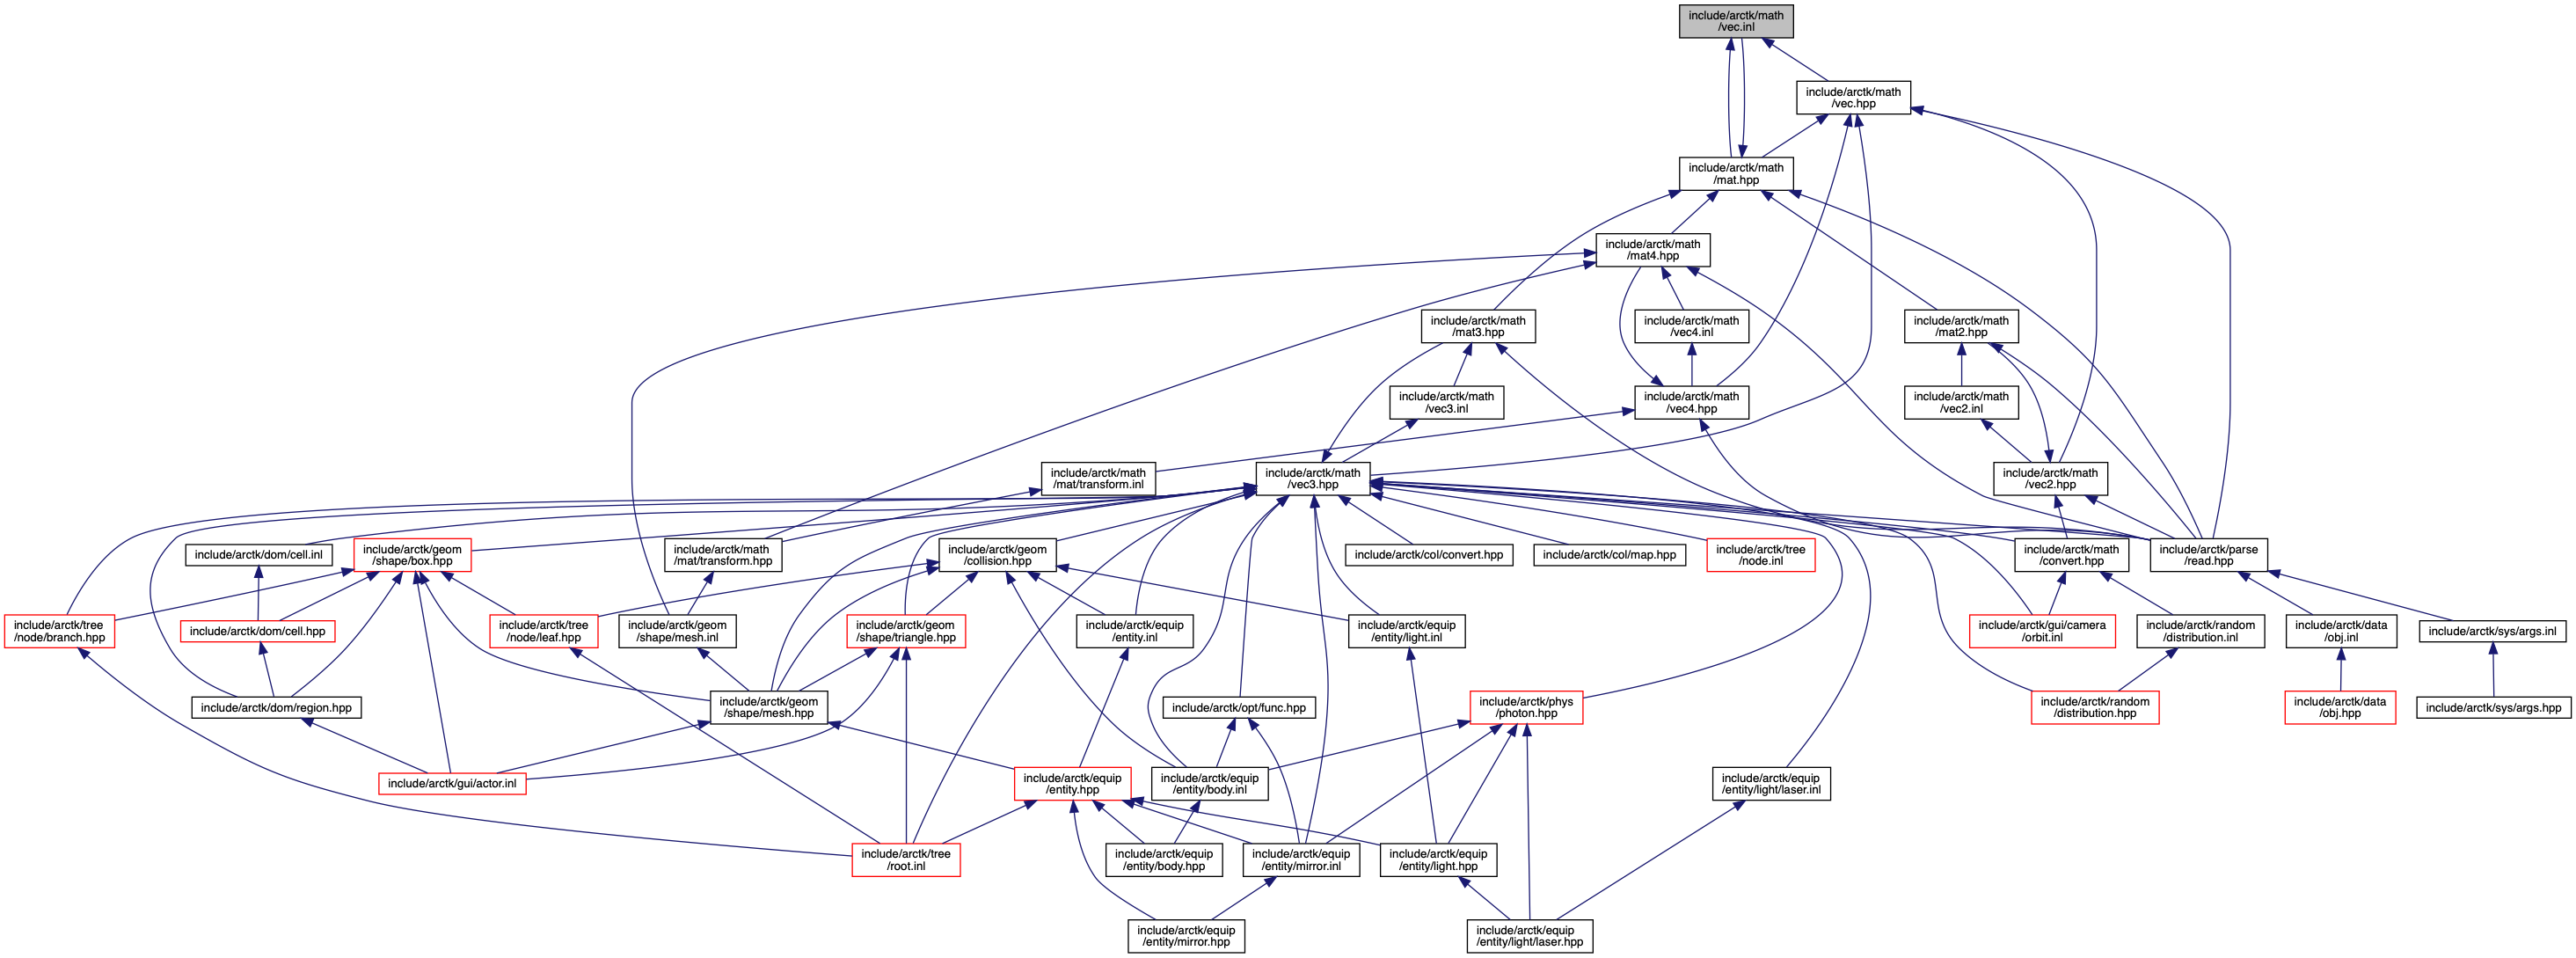 include/arctk/math
/vec.inl
include/arctk/math
/vec.hpp
include/arctk/math
/mat.hpp
include/arctk/math
/mat4.hpp
include/arctk/math
/mat3.hpp
include/arctk/math
/vec4.inl
include/arctk/math
/mat2.hpp
include/arctk/math
/vec3.inl
include/arctk/math
/vec4.hpp
include/arctk/math
/vec2.inl
include/arctk/math
/mat/transform.inl
include/arctk/math
/vec3.hpp
include/arctk/math
/vec2.hpp
include/arctk/dom/cell.inl
include/arctk/geom
/shape/box.hpp
include/arctk/math
/mat/transform.hpp
include/arctk/geom
/collision.hpp
include/arctk/col/convert.hpp
include/arctk/col/map.hpp
include/arctk/tree
/node.inl
include/arctk/math
/convert.hpp
include/arctk/parse
/read.hpp
include/arctk/tree
/node/branch.hpp
include/arctk/dom/cell.hpp
include/arctk/tree
/node/leaf.hpp
include/arctk/geom
/shape/mesh.inl
include/arctk/geom
/shape/triangle.hpp
include/arctk/equip
/entity.inl
include/arctk/equip
/entity/light.inl
include/arctk/gui/camera
/orbit.inl
include/arctk/random
/distribution.inl
include/arctk/data
/obj.inl
include/arctk/sys/args.inl
include/arctk/dom/region.hpp
include/arctk/geom
/shape/mesh.hpp
include/arctk/opt/func.hpp
include/arctk/phys
/photon.hpp
include/arctk/random
/distribution.hpp
include/arctk/data
/obj.hpp
include/arctk/sys/args.hpp
include/arctk/gui/actor.inl
include/arctk/equip
/entity.hpp
include/arctk/equip
/entity/body.inl
include/arctk/equip
/entity/light/laser.inl
include/arctk/tree
/root.inl
include/arctk/equip
/entity/body.hpp
include/arctk/equip
/entity/mirror.inl
include/arctk/equip
/entity/light.hpp
include/arctk/equip
/entity/mirror.hpp
include/arctk/equip
/entity/light/laser.hpp